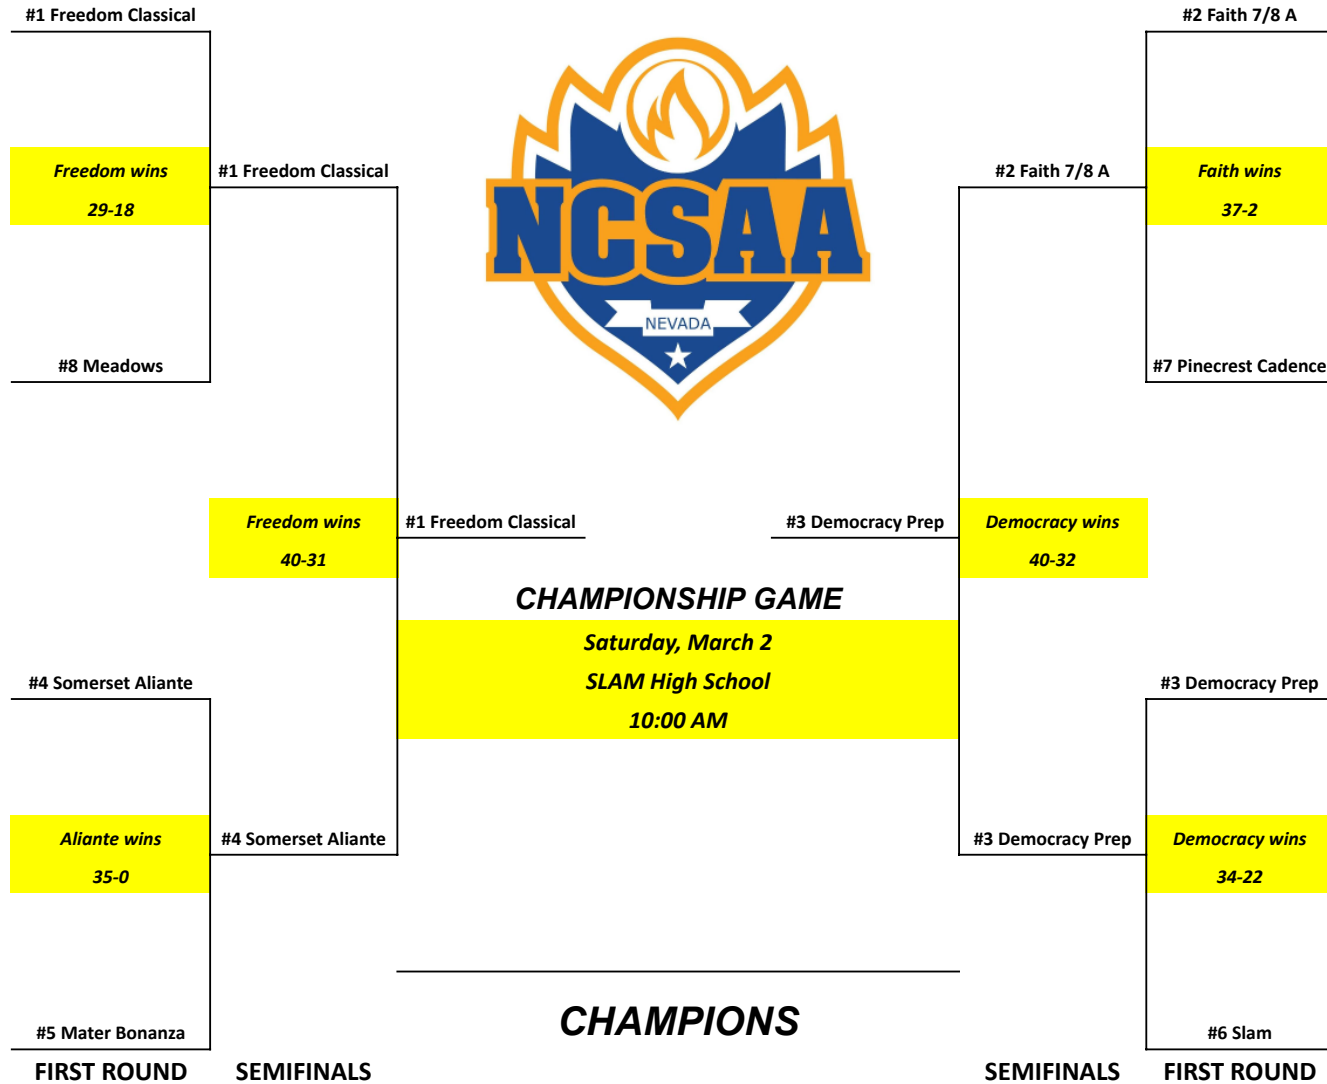 #1 Freedom Classical
#2 Faith 7/8 A
Freedom wins
29-18
#1 Freedom Classical
#2 Faith 7/8 A
Faith wins
37-2
NCSAA
NEVADA
#8 Meadows
#7 Pinecrest Cadence
Freedom wins
40-31
#1 Freedom Classical
#3 Democracy Prep
Democracy wins
40-32
CHAMPIONSHIP GAME
Saturday, March 2
SLAM High School
10:00 AM
#4 Somerset Aliante
#3 Democracy Prep
Aliante wins
35-0
#4 Somerset Aliante
#3 Democracy Prep
Democracy wins
34-22
CHAMPIONS
#5 Mater Bonanza
#6 Slam
FIRST ROUND
SEMIFINALS
SEMIFINALS
FIRST ROUND